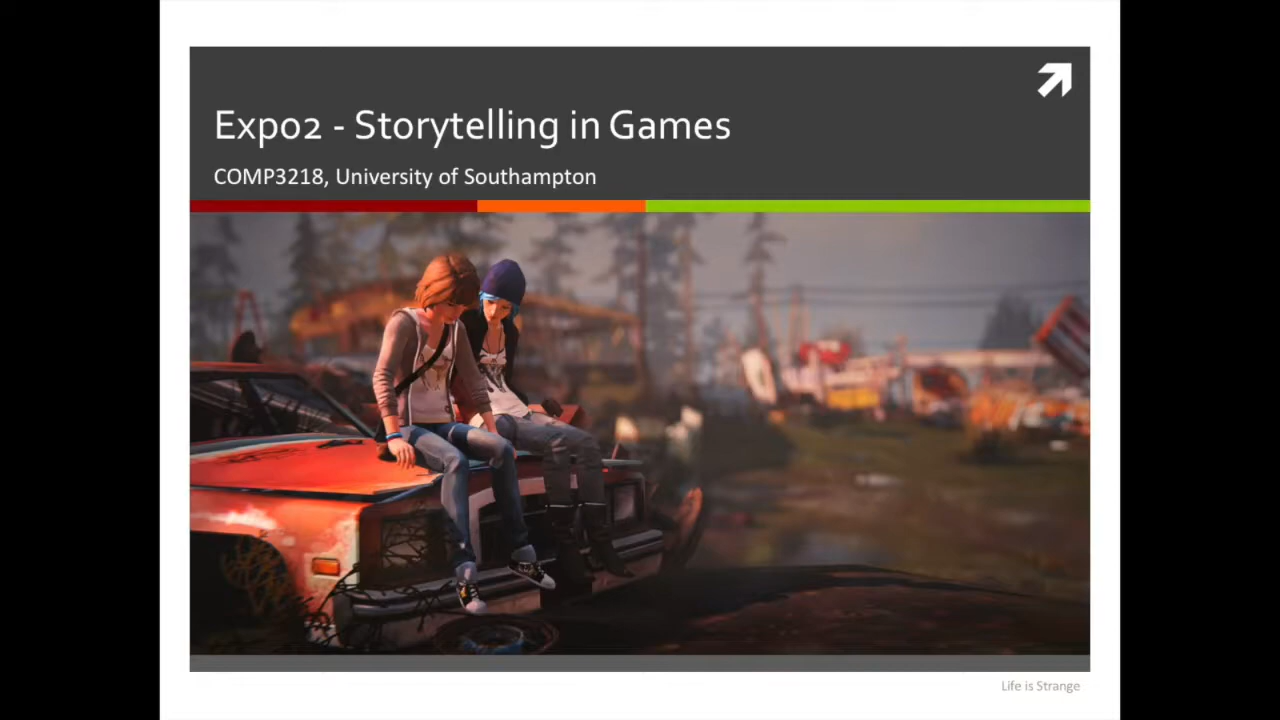 Expo2 - Storytelling in Games
COMP3218, University of Southampton
Life is Strange